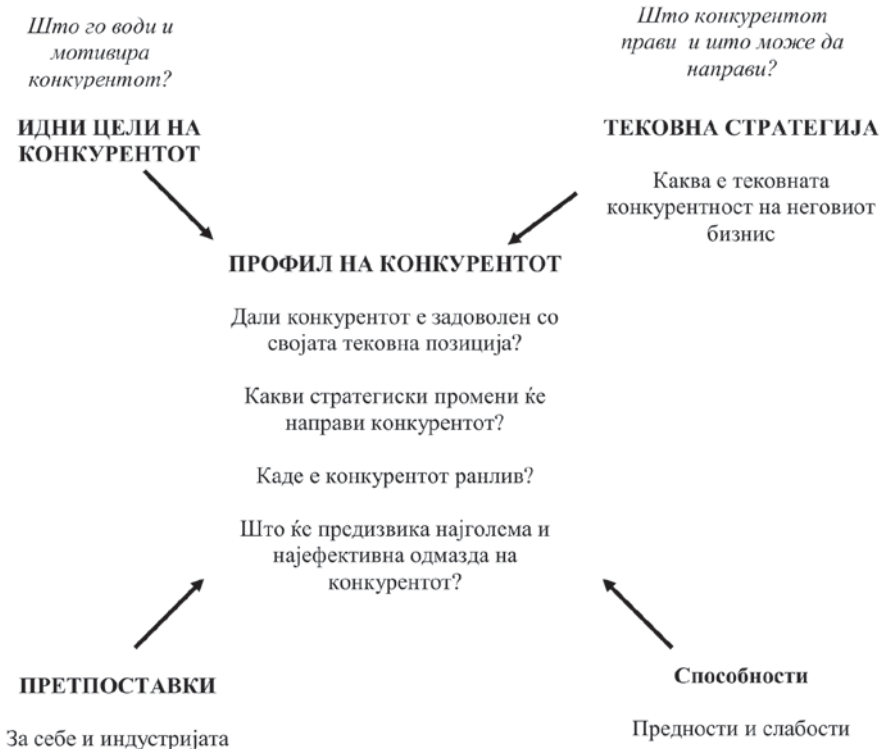 Што го води и
мотивира
конкурентот?
ИДНИ ЦЕЛИ НА
КОНКУРЕНТОТ
Што конкурентот
прави и што може да
направи?
ТЕКОВНА СТРАТЕГИЈА
Каква е тековната
конкурентност на неговиот
бизнис
ПРОФИЛ НА КОНКУРЕНТОТ
Дали конкурентот е задоволен со
својата тековна позиција?
Какви стратегиски промени ќе
направи конкурентот?
Каде е конкурентот ранлив?
Што ќе предизвика најголема и
најефективна одмазда на
конкурентот?
ПРЕТПОСТАВКИ
За себе и индустријата
Способности
Предности и слабости